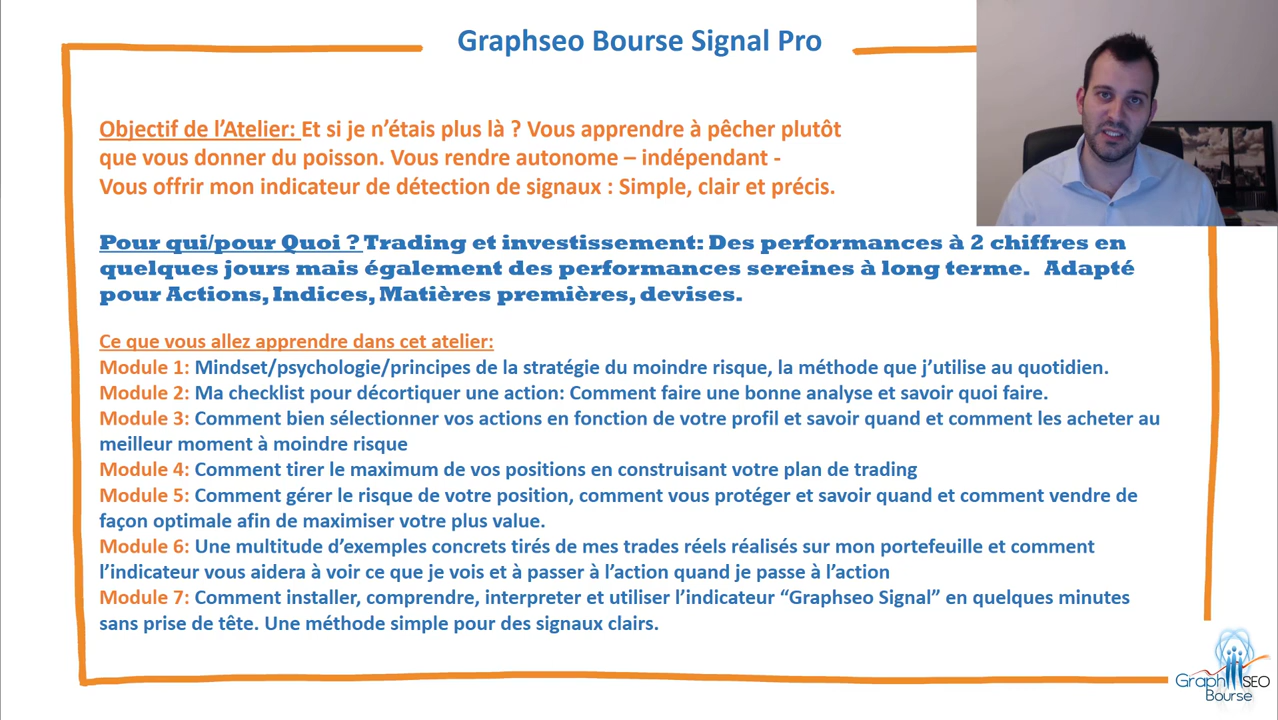 Graphseo Bourse Signal Pro
Objectif de l’Atelier: Et si je n’étais plus là ? Vous apprendre à pêcher plutôt
que vous donner du poisson. Vous rendre autonome – indépendant -
Vous offrir mon indicateur de détection de signaux : Simple, clair et précis.
Pour qui/pour Quoi ? Trading et investissement: Des performances à 2 chiffres en
quelques jours mais également des performances sereines à long terme. Adapté
pour Actions, Indices, Matières premières, devises.
Ce que vous allez apprendre dans cet atelier:
Module 1: Mindset/psychologie/principes de la stratégie du moindre risque, la méthode que j’utilise au quotidien.
Module 2: Ma checklist pour décortiquer une action: Comment faire une bonne analyse et savoir quoi faire.
Module 3: Comment bien sélectionner vos actions en fonction de votre profil et savoir quand et comment les acheter au
meilleur moment à moindre risque
Module 4: Comment tirer le maximum de vos positions en construisant votre plan de trading
Module 5: Comment gérer le risque de votre position, comment vous protéger et savoir quand et comment vendre de
façon optimale afin de maximiser votre plus value.
Module 6: Une multitude d’exemples concrets tirés de mes trades réels réalisés sur mon portefeuille et comment
l’indicateur vous aidera à voir ce que je vois et à passer à l’action quand je passe à l’action
Module 7: Comment installer, comprendre, interpreter et utiliser l’indicateur “Graphseo Signal” en quelques minutes
sans prise de tête. Une méthode simple pour des signaux clairs.
Graph SEO
Bourse